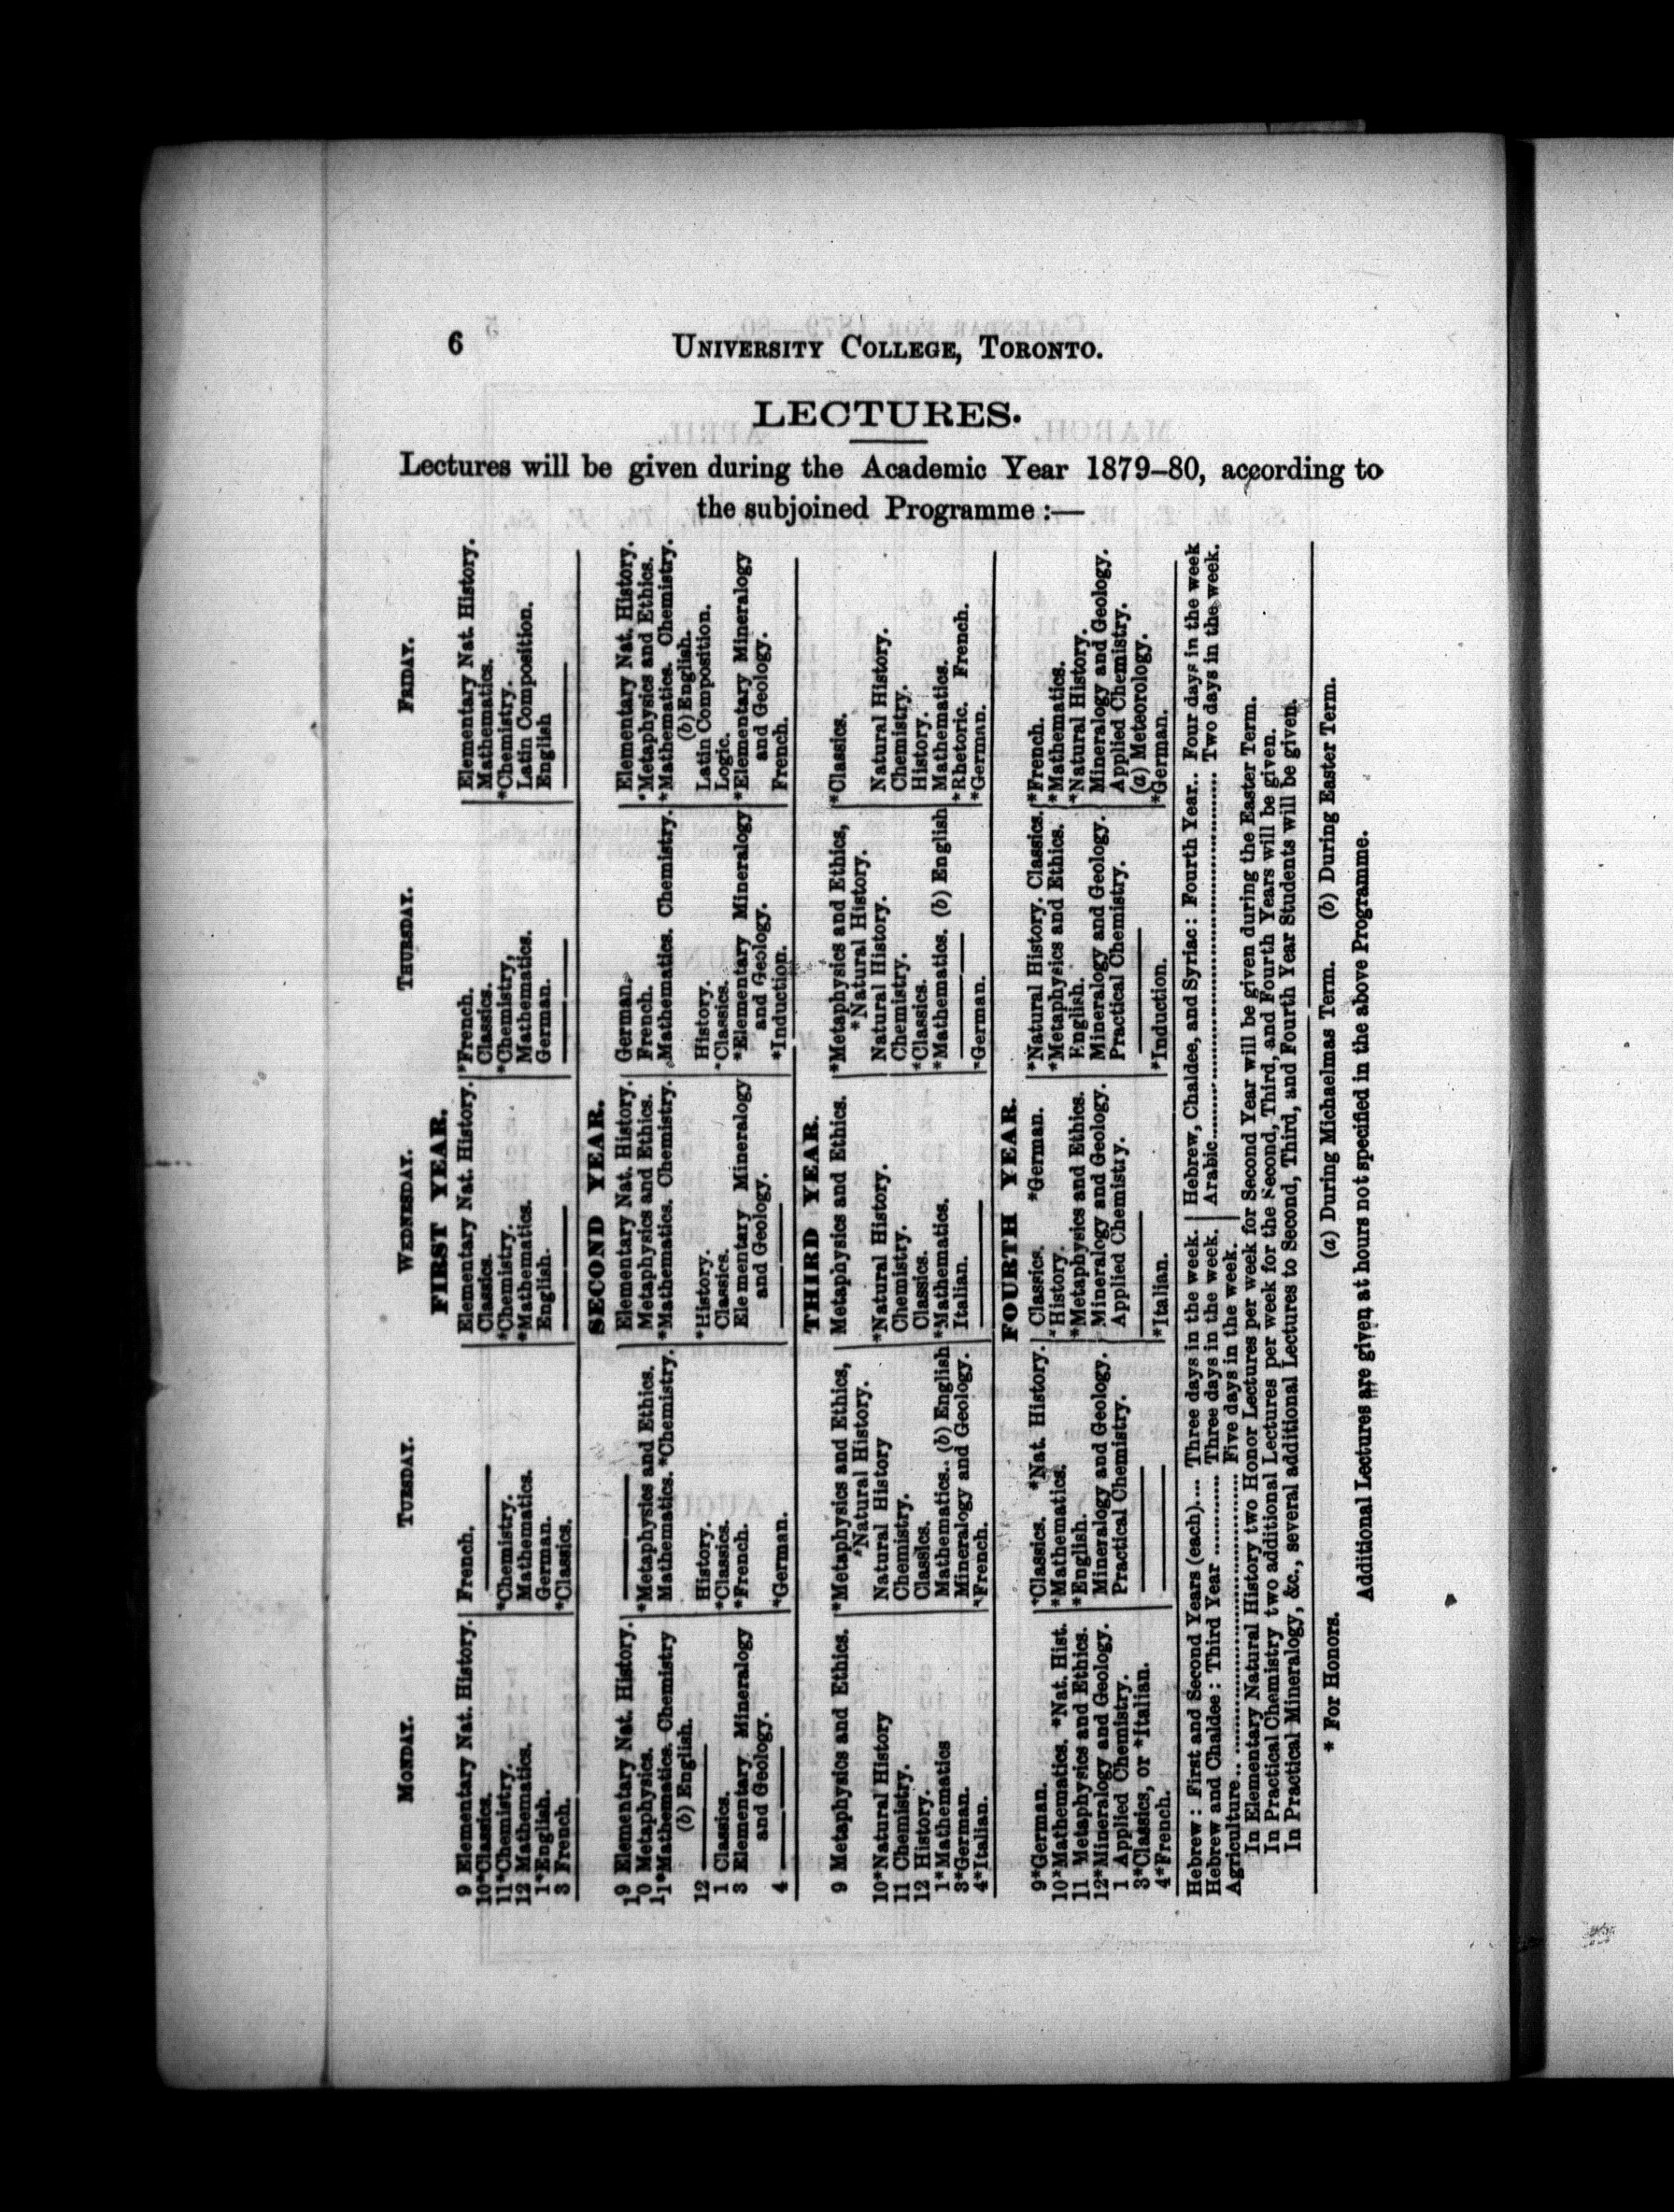 6
UNIVERSITY COLLEGE, TORONTO.
LECTURES.
Lectures will be given during the Academic Year 1879–80, according to
the subjoined Programme :—
MONDAY. TUESDAY. WEDNESDAY. THURSDAY. FRIDAY.
FIRST YEAR.
9 Elementary Nat. History. French. Elementary Nat. History. *French. Elementary Nat. History.
10*Classics. —— Classics. Classics. Mathematics.
11*Chemistry. *Chemistry. *Chemistry. *Chemistry, *Chemistry.
12 Mathematics. Mathematics. *Mathematics. Mathematics. Latin Composition.
1*English. German. English. German. English
3 French. *Classics. —— —— ——
SECOND YEAR.
9 Elementary Nat. History. —— Elementary Nat. History. German. Elementary Nat. History.
10 Metaphysics. *Metaphysics and Ethics. Metaphysics and Ethics. French. *Metaphysics and Ethics.
11*Mathematics. Chemistry Mathematics. *Chemistry *Mathematics. Chemistry. *Mathematics. Chemistry. *Mathematics. Chemistry.
(b) English. (b) English.
12 —— History. *History. History. Latin Composition.
1 Classics. *Classics. Classics. *Classics. Logic.
3 Elementary Mineralogy *French. Elementary Mineralogy *Elementary Mineralogy *Elementary Mineralogy
and Geology. and Geology. and Geology. and Geology.
4 —— *German. —— *Induction. French.
THIRD YEAR.
9 Metaphysics and Ethics. *Metaphysics and Ethics, Metaphysics and Ethics. *Metaphysics and Ethics, *Classics.
*Natural History. *Natural History.
10*Natural History Natural History *Natural History. Natural History. Natural History.
11 Chemistry. Chemistry. Chemistry. Chemistry. Chemistry.
12 History. Classics. Classics. *Classics. History.
1*Mathematics Mathematics.. (b) English *Mathematics. *Mathematics. (b) English Mathematics.
3*German. Mineralogy and Geology. Italian. —— *Rhetoric. French.
4*Italian. *French. —— *German. *German.
FOURTH YEAR.
9*German. *Classics. *Nat. History. Classics. *German. *Natural History. Classics. *French.
10*Mathematics. *Nat. Hist. *Mathematics. *History. *Metaphysics and Ethics. *Mathematics.
11 Metaphysics and Ethics. *English. *Metaphysics and Ethics. English. *Natural History.
12*Mineralogy and Geology. Mineralogy and Geology. Mineralogy and Geology. Mineralogy and Geology. Mineralogy and Geology.
1 Applied Chemistry. Practical Chemistry. Applied Chemistry. Practical Chemistry. Applied Chemistry.
3*Classics, or *Italian. —— —— —— (a) Meteorology.
4*French. —— *Italian. *Induction. *German.
Hebrew : First and Second Years (each).... Three days in the week. Hebrew, Chaldee, and Syriac : Fourth Year.. Four days in the week
Hebrew and Chaldee : Third Year ............ Three days in the week. Arabic............ Two days in the week.
Agriculture... ............ Five days in the week.
In Elementary Natural History two Honor Lectures per week for Second Year will be given during the Easter Term.
In Practical Chemistry two additional Lectures per week for the Second, Third, and Fourth Years will be given.
In Practical Mineralogy, &c., several additional Lectures to Second, Third, and Fourth Year Students will be given.
* For Honors. (a) During Michaelmas Term. (b) During Easter Term.
Additional Lectures are given at hours not specified in the above Programme.